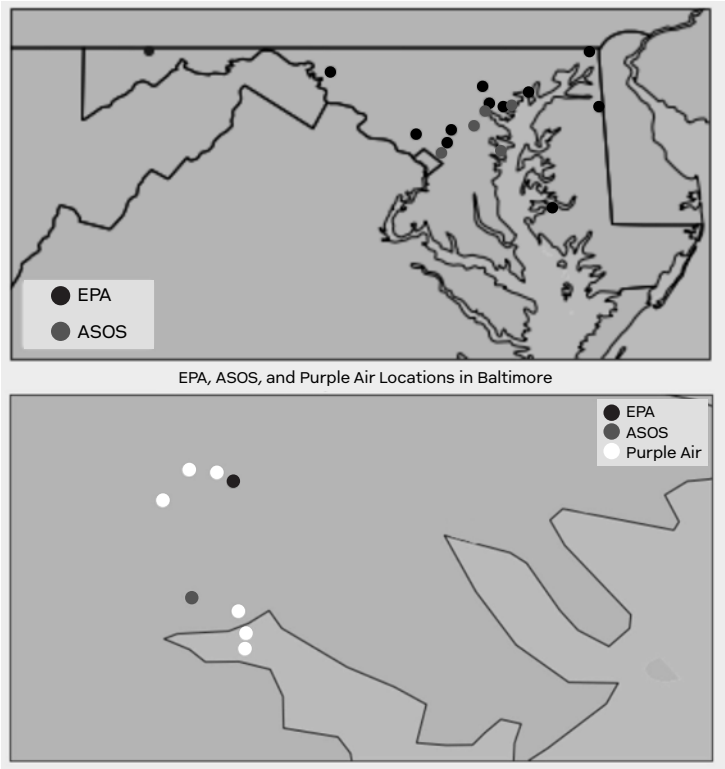 EPA
ASOS
EPA, ASOS, and Purple Air Locations in Baltimore
EPA
ASOS
Purple Air